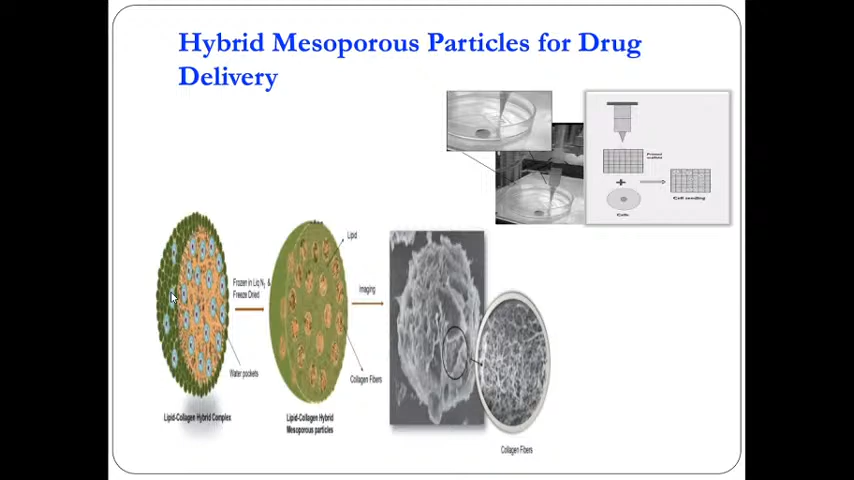 Hybrid Mesoporous Particles for Drug
Delivery
Printed
scaffold
Cell seeding
Cells
Lipid
Frozen in Liq N₂ &
Freeze Dried
Imaging
Water pockets
Collagen Fibers
Lipid-Collagen Hybrid Complex
Lipid-Collagen Hybrid
Mesoporous particles
Collagen Fibers